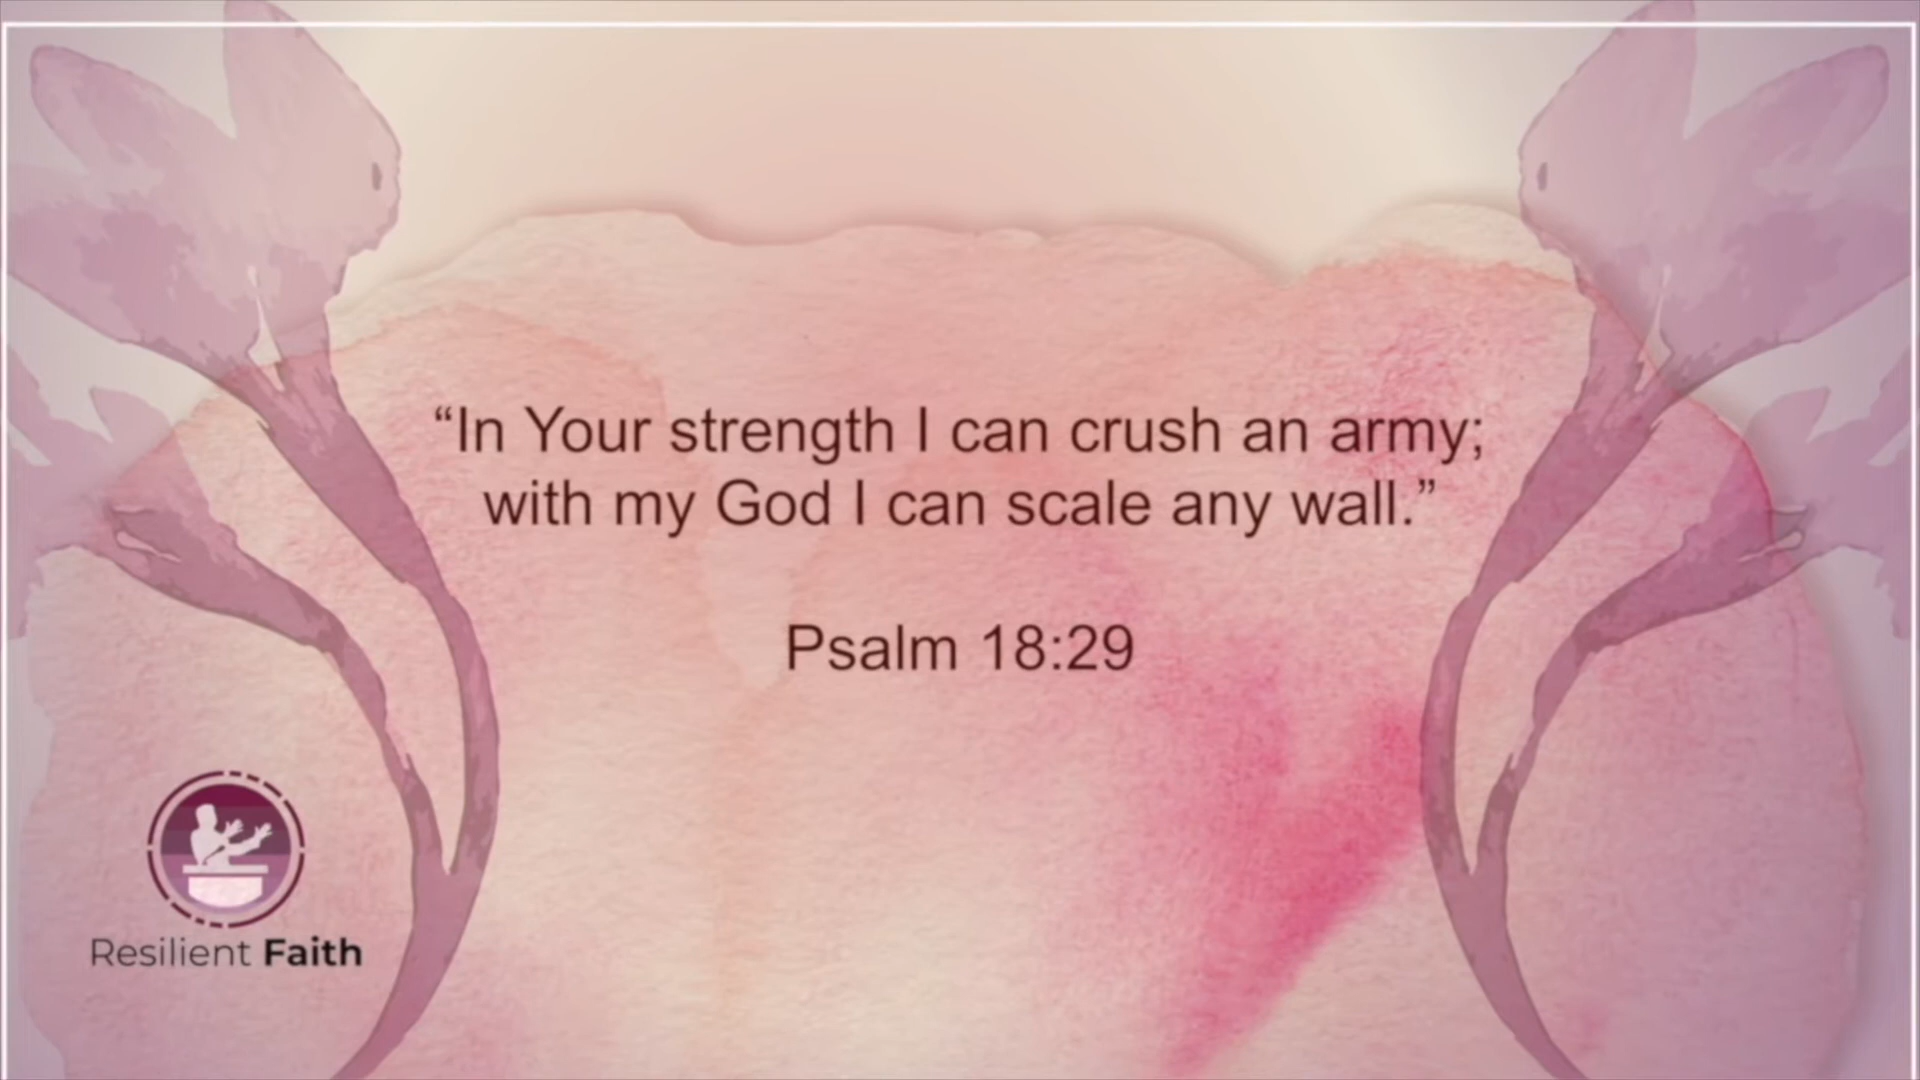 “In Your strength I can crush an army;
with my God I can scale any wall.”
Psalm 18:29
Resilient Faith